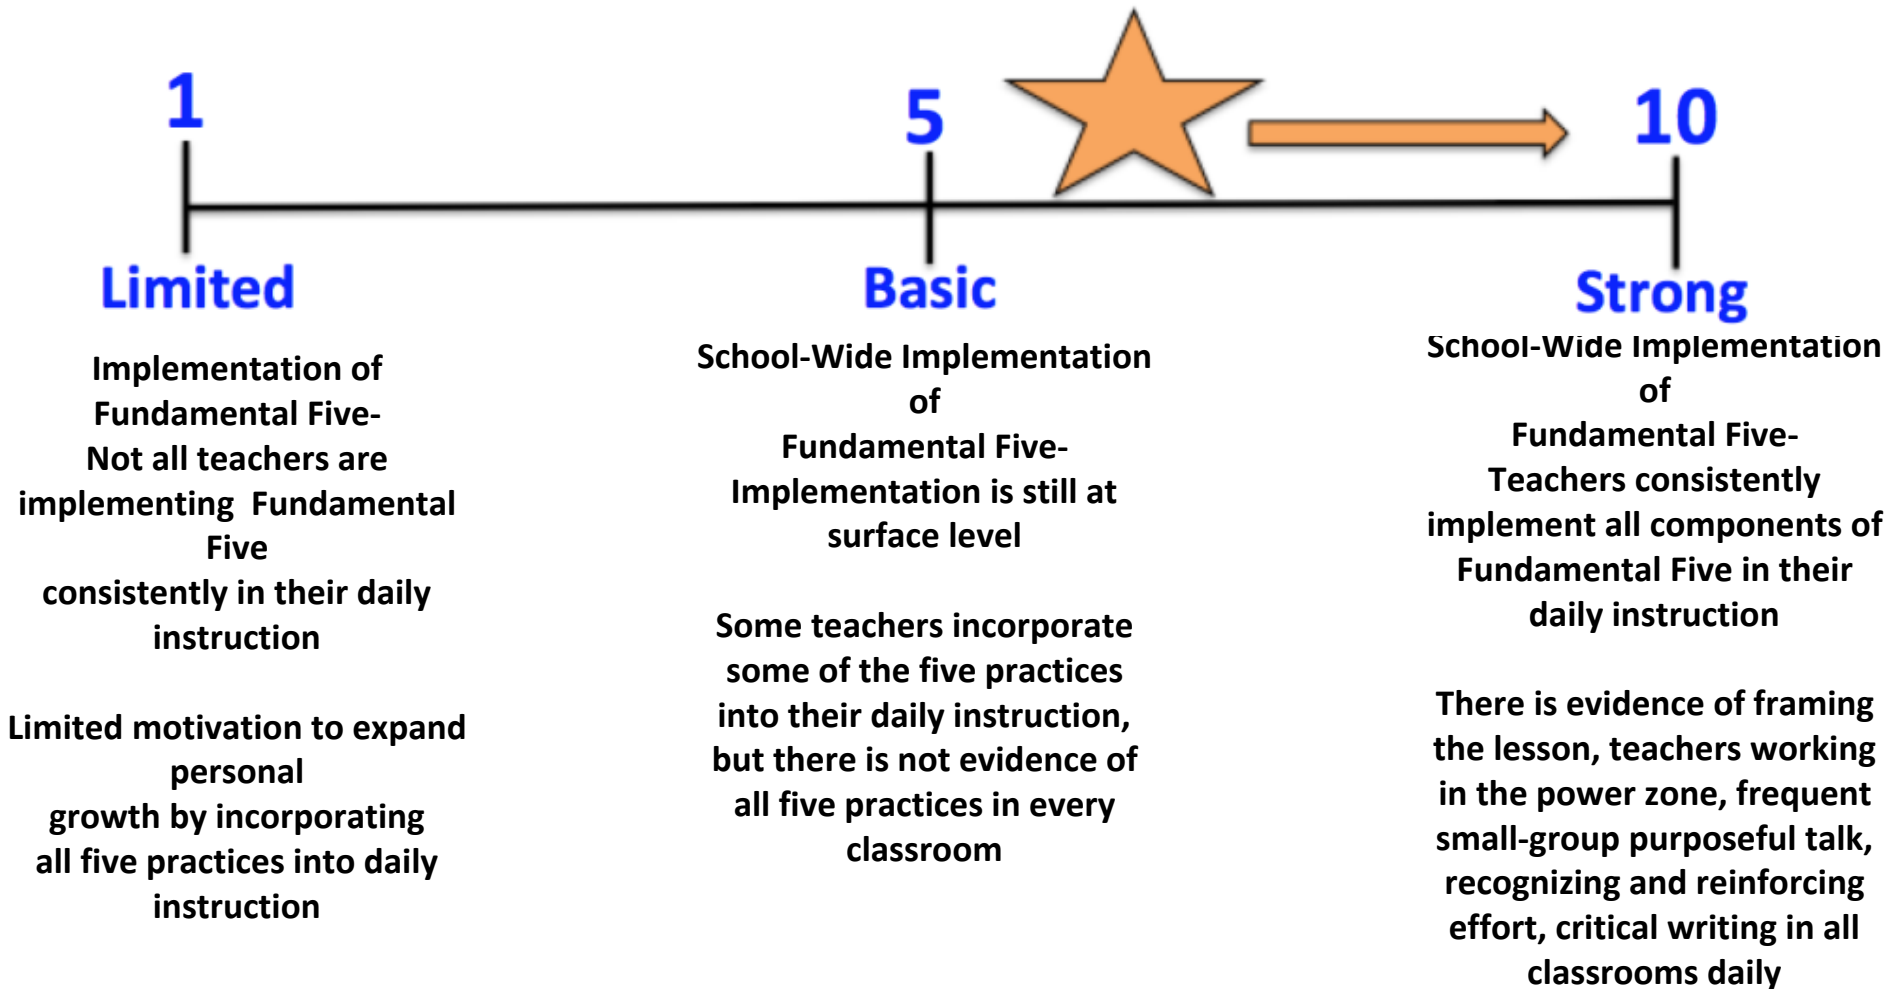 1
5
10
Limited
Basic
Strong
Implementation of
Fundamental Five-
Not all teachers are
implementing Fundamental
Five
consistently in their daily
instruction
Limited motivation to expand
personal
growth by incorporating
all five practices into daily
instruction
School-Wide Implementation
of
Fundamental Five-
Implementation is still at
surface level
Some teachers incorporate
some of the five practices
into their daily instruction,
but there is not evidence of
all five practices in every
classroom
School-Wide Implementation
of
Fundamental Five-
Teachers consistently
implement all components of
Fundamental Five in their
daily instruction
There is evidence of framing
the lesson, teachers working
in the power zone, frequent
small-group purposeful talk,
recognizing and reinforcing
effort, critical writing in all
classrooms daily